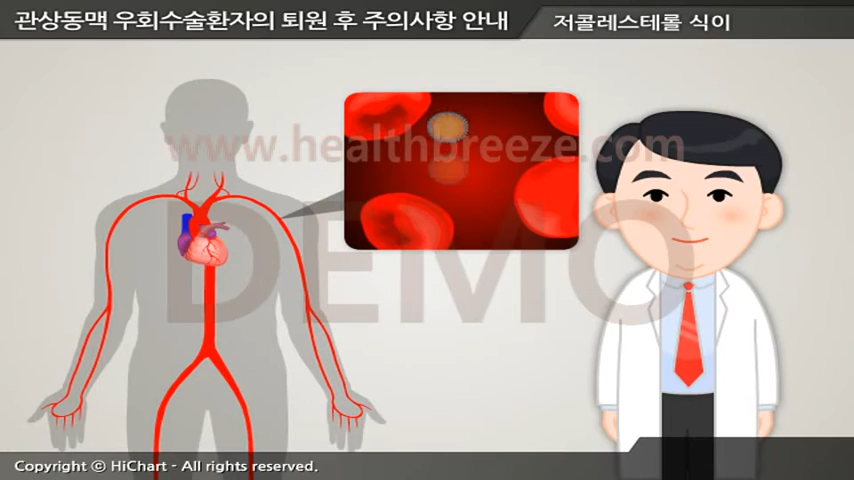 관상동맥 우회수술환자의 퇴원 후 주의사항 안내
저콜레스테롤 식이
www.healthbreeze.com
DEMO
Copyright ⓒ HiChart - All rights reserved.